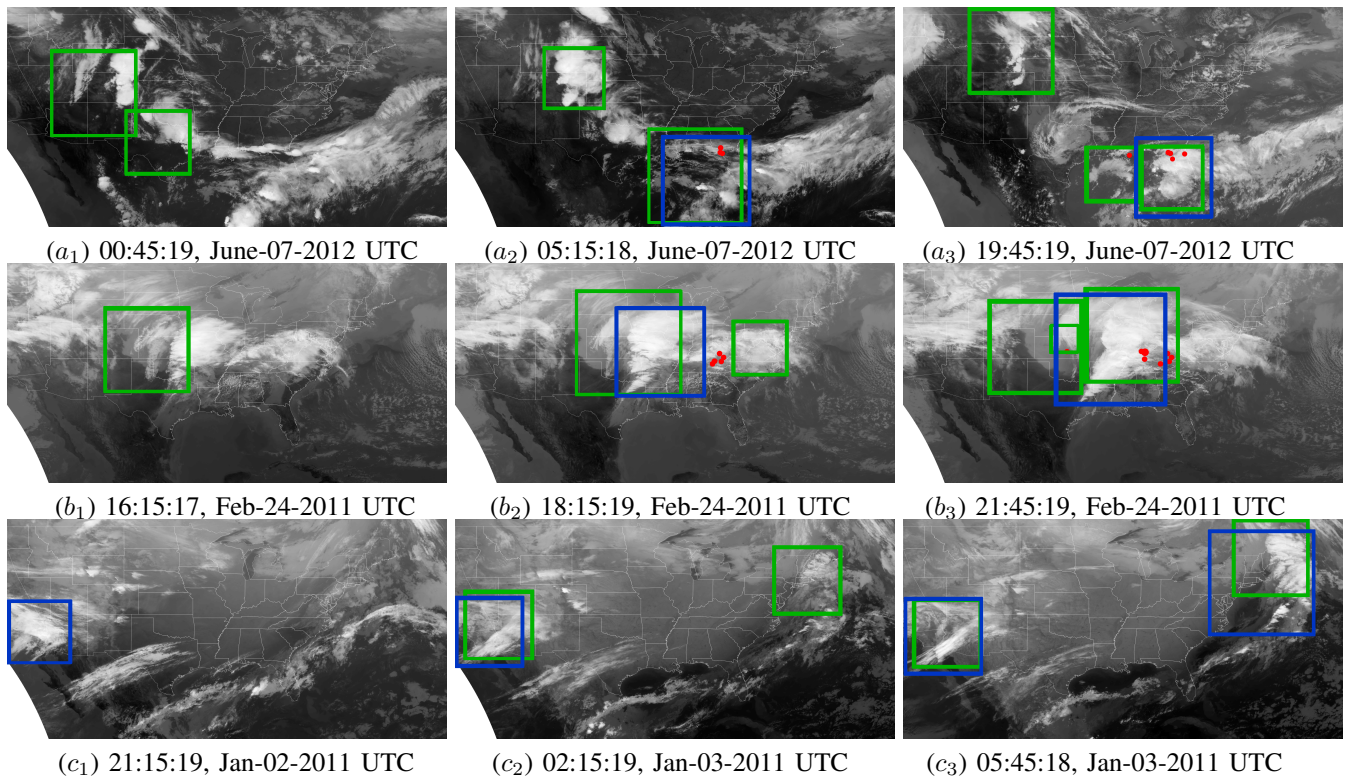 (a₁) 00:45:19, June-07-2012 UTC
(a₂) 05:15:18, June-07-2012 UTC
(a₃) 19:45:19, June-07-2012 UTC
(b₁) 16:15:17, Feb-24-2011 UTC
(b₂) 18:15:19, Feb-24-2011 UTC
(b₃) 21:45:19, Feb-24-2011 UTC
(c₁) 21:15:19, Jan-02-2011 UTC
(c₂) 02:15:19, Jan-03-2011 UTC
(c₃) 05:45:18, Jan-03-2011 UTC